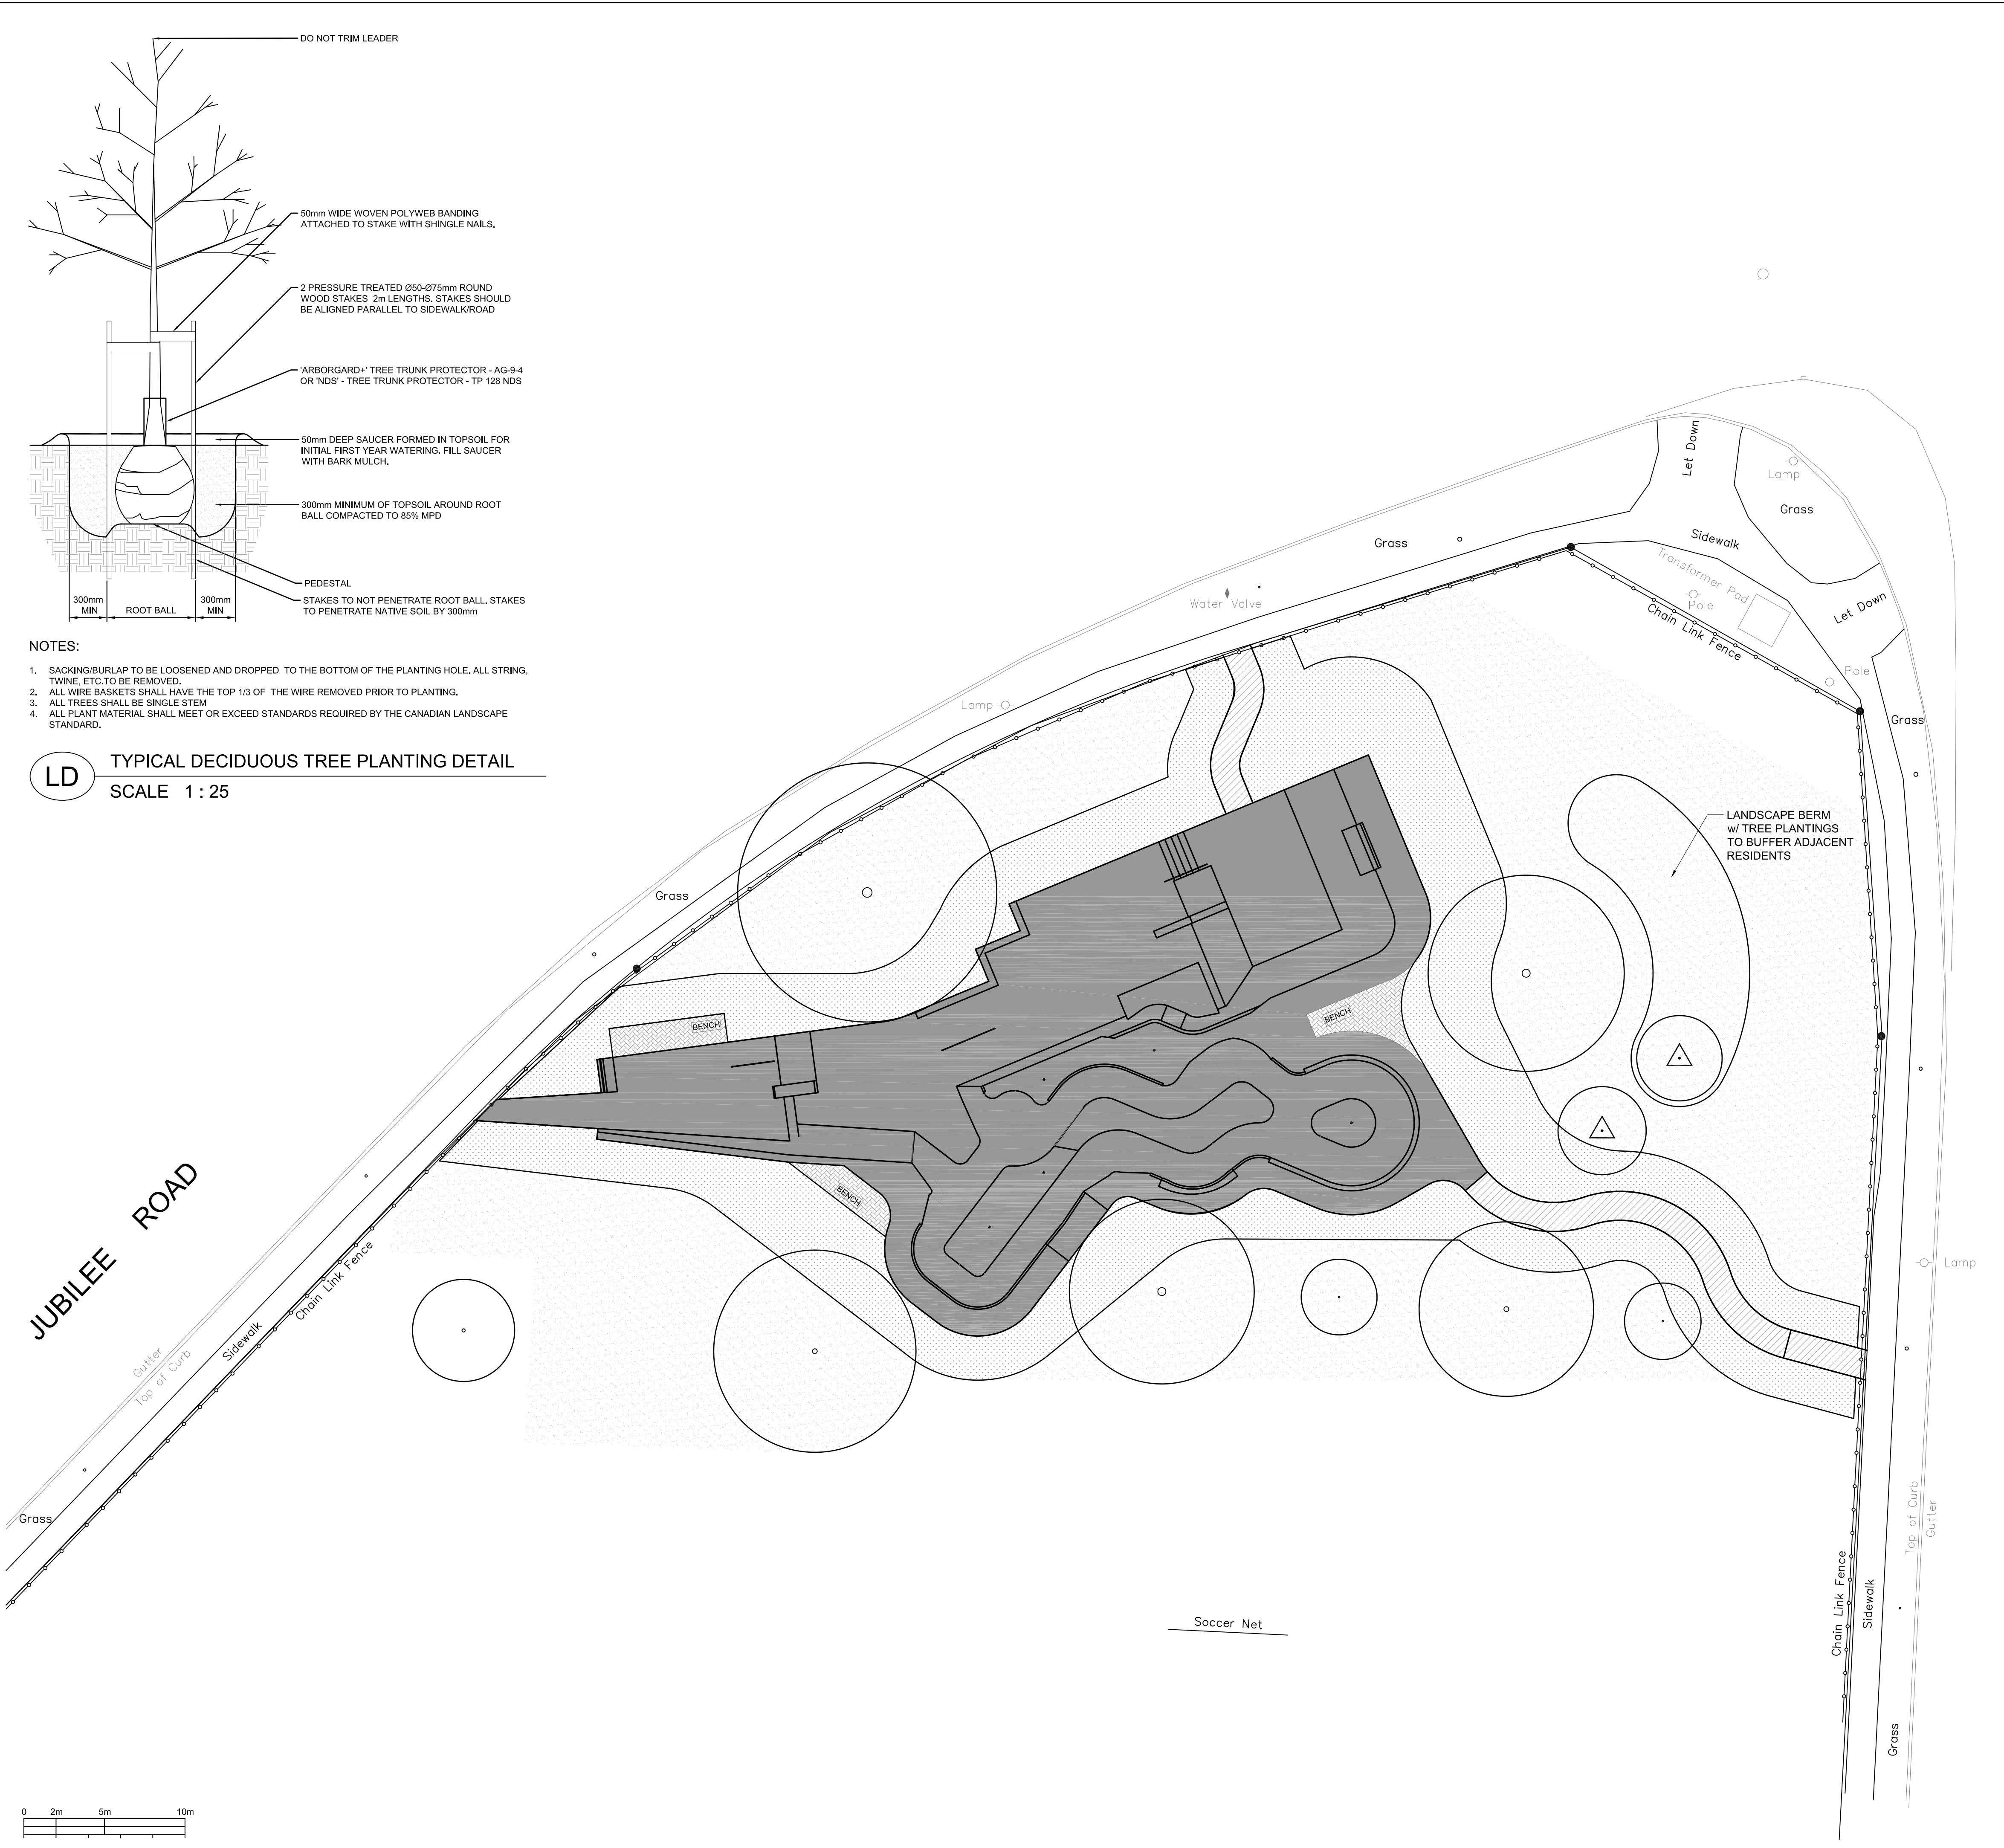 DO NOT TRIM LEADER
50mm WIDE WOVEN POLYWEB BANDING
ATTACHED TO STAKE WITH SHINGLE NAILS.
2 PRESSURE TREATED Ø50-Ø75mm ROUND
WOOD STAKES 2m LENGTHS. STAKES SHOULD
BE ALIGNED PARALLEL TO SIDEWALK/ROAD
'ARBORGARD+' TREE TRUNK PROTECTOR - AG-9-4
OR 'NDS' - TREE TRUNK PROTECTOR - TP 128 NDS
50mm DEEP SAUCER FORMED IN TOPSOIL FOR
INITIAL FIRST YEAR WATERING. FILL SAUCER
WITH BARK MULCH.
300mm MINIMUM OF TOPSOIL AROUND ROOT
BALL COMPACTED TO 85% MPD
PEDESTAL
STAKES TO NOT PENETRATE ROOT BALL. STAKES
TO PENETRATE NATIVE SOIL BY 300mm
300mm
MIN
ROOT BALL
300mm
MIN
NOTES:
1. SACKING/BURLAP TO BE LOOSENED AND DROPPED TO THE BOTTOM OF THE PLANTING HOLE. ALL STRING,
TWINE, ETC.TO BE REMOVED.
2. ALL WIRE BASKETS SHALL HAVE THE TOP 1/3 OF THE WIRE REMOVED PRIOR TO PLANTING.
3. ALL TREES SHALL BE SINGLE STEM
4. ALL PLANT MATERIAL SHALL MEET OR EXCEED STANDARDS REQUIRED BY THE CANADIAN LANDSCAPE
STANDARD.
LD
TYPICAL DECIDUOUS TREE PLANTING DETAIL
SCALE 1 : 25
Let Down
Lamp
Grass
Sidewalk
Grass
Transformer Pad
Pole
Water Valve
Let Down
Chain Link Fence
Pole
Lamp
Grass
LANDSCAPE BERM
w/ TREE PLANTINGS
TO BUFFER ADJACENT
RESIDENTS
Grass
BENCH
BENCH
BENCH
JUBILEE ROAD
Chain Link Fence
Lamp
Sidewalk
Gutter
Top of Curb
Grass
Top of Curb
Gutter
Chain Link Fence
Sidewalk
Soccer Net
Grass
0 2m 5m 10m